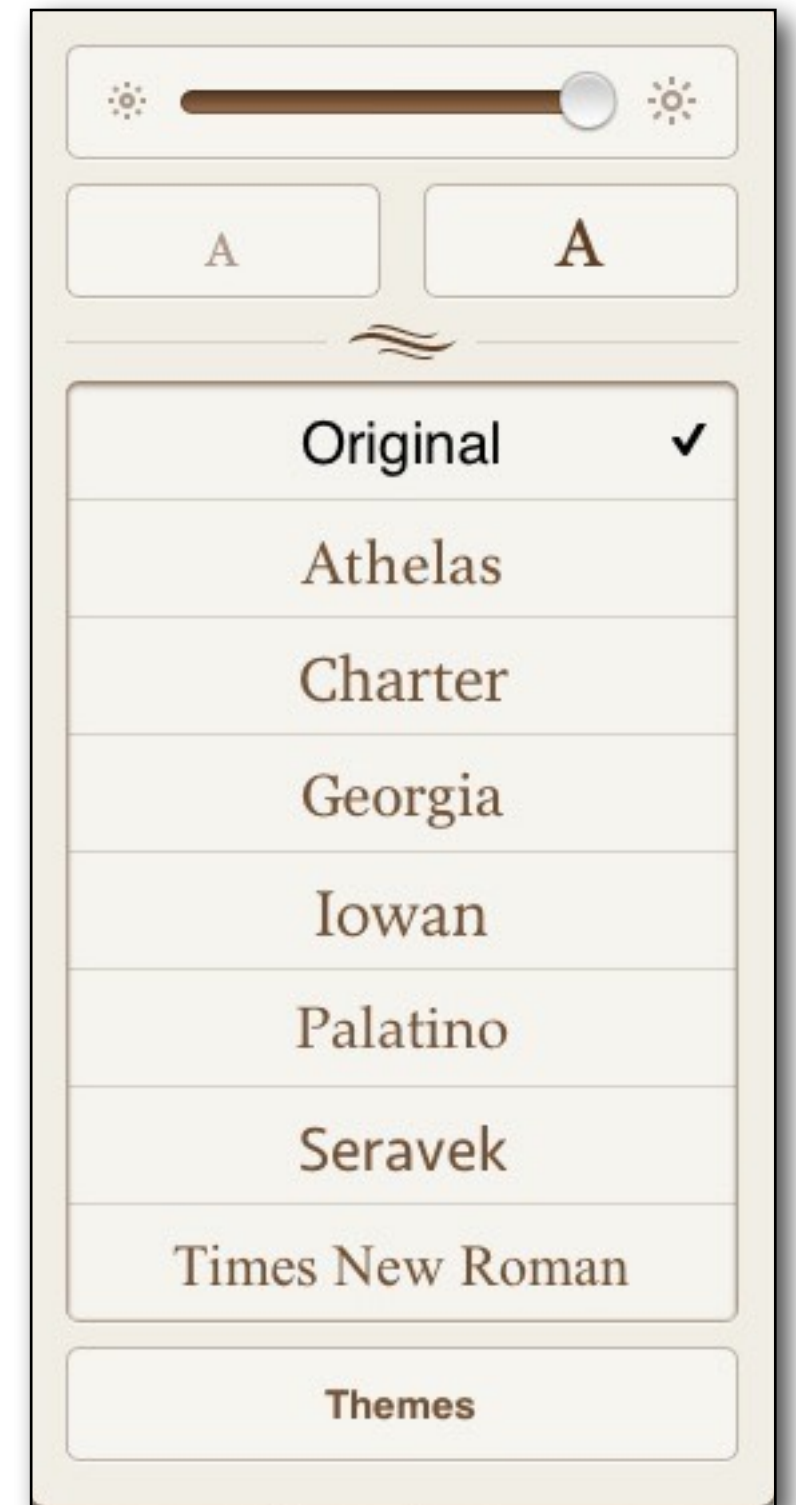 A A
Original ✓
Athelas
Charter
Georgia
Iowan
Palatino
Seravek
Times New Roman
Themes